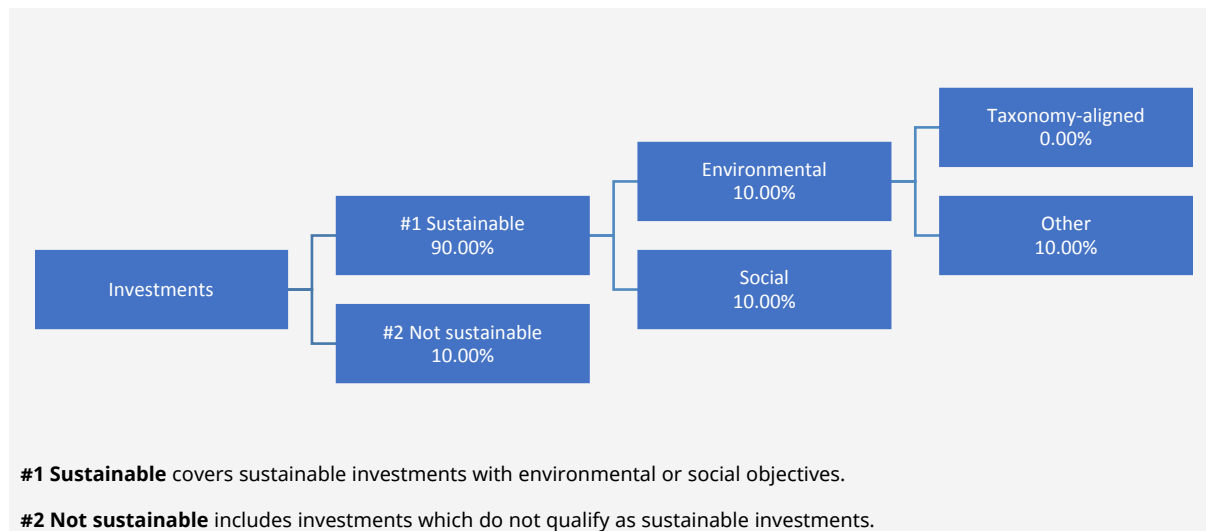 Investments
#1 Sustainable
90.00%
#2 Not sustainable
10.00%
Environmental
10.00%
Social
10.00%
Taxonomy-aligned
0.00%
Other
10.00%
#1 Sustainable covers sustainable investments with environmental or social objectives.
#2 Not sustainable includes investments which do not qualify as sustainable investments.